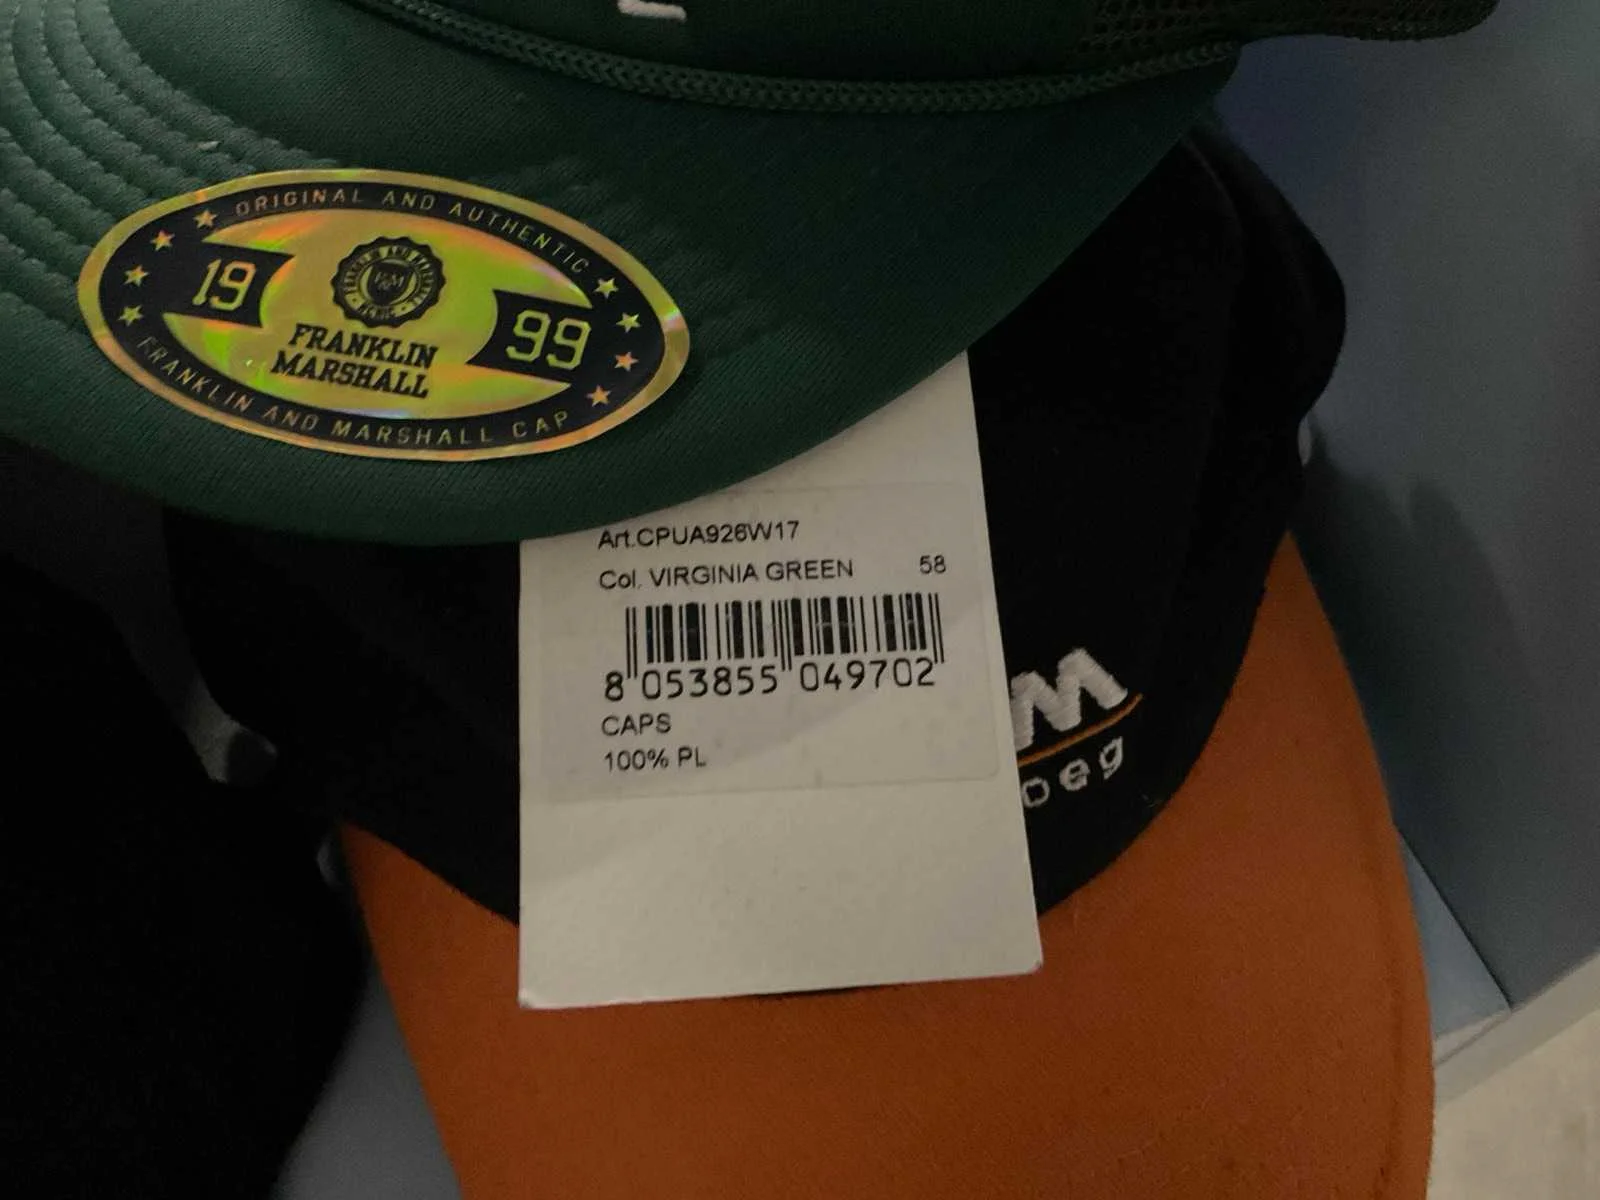 ORIGINAL AND AUTHENTIC
19 99
FRANKLIN
MARSHALL
FRANKLIN AND MARSHALL CAP
Art.CPUA926W17
Col. VIRGINIA GREEN 58
8 053855 049702
CAPS
100% PL
M
oeg